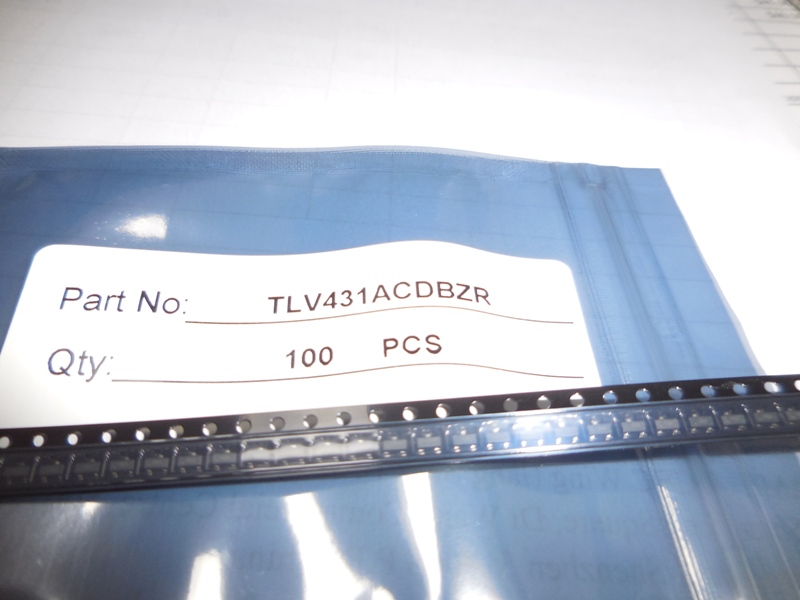 Part No: TLV431ACDBZR
Qty: 100 PCS